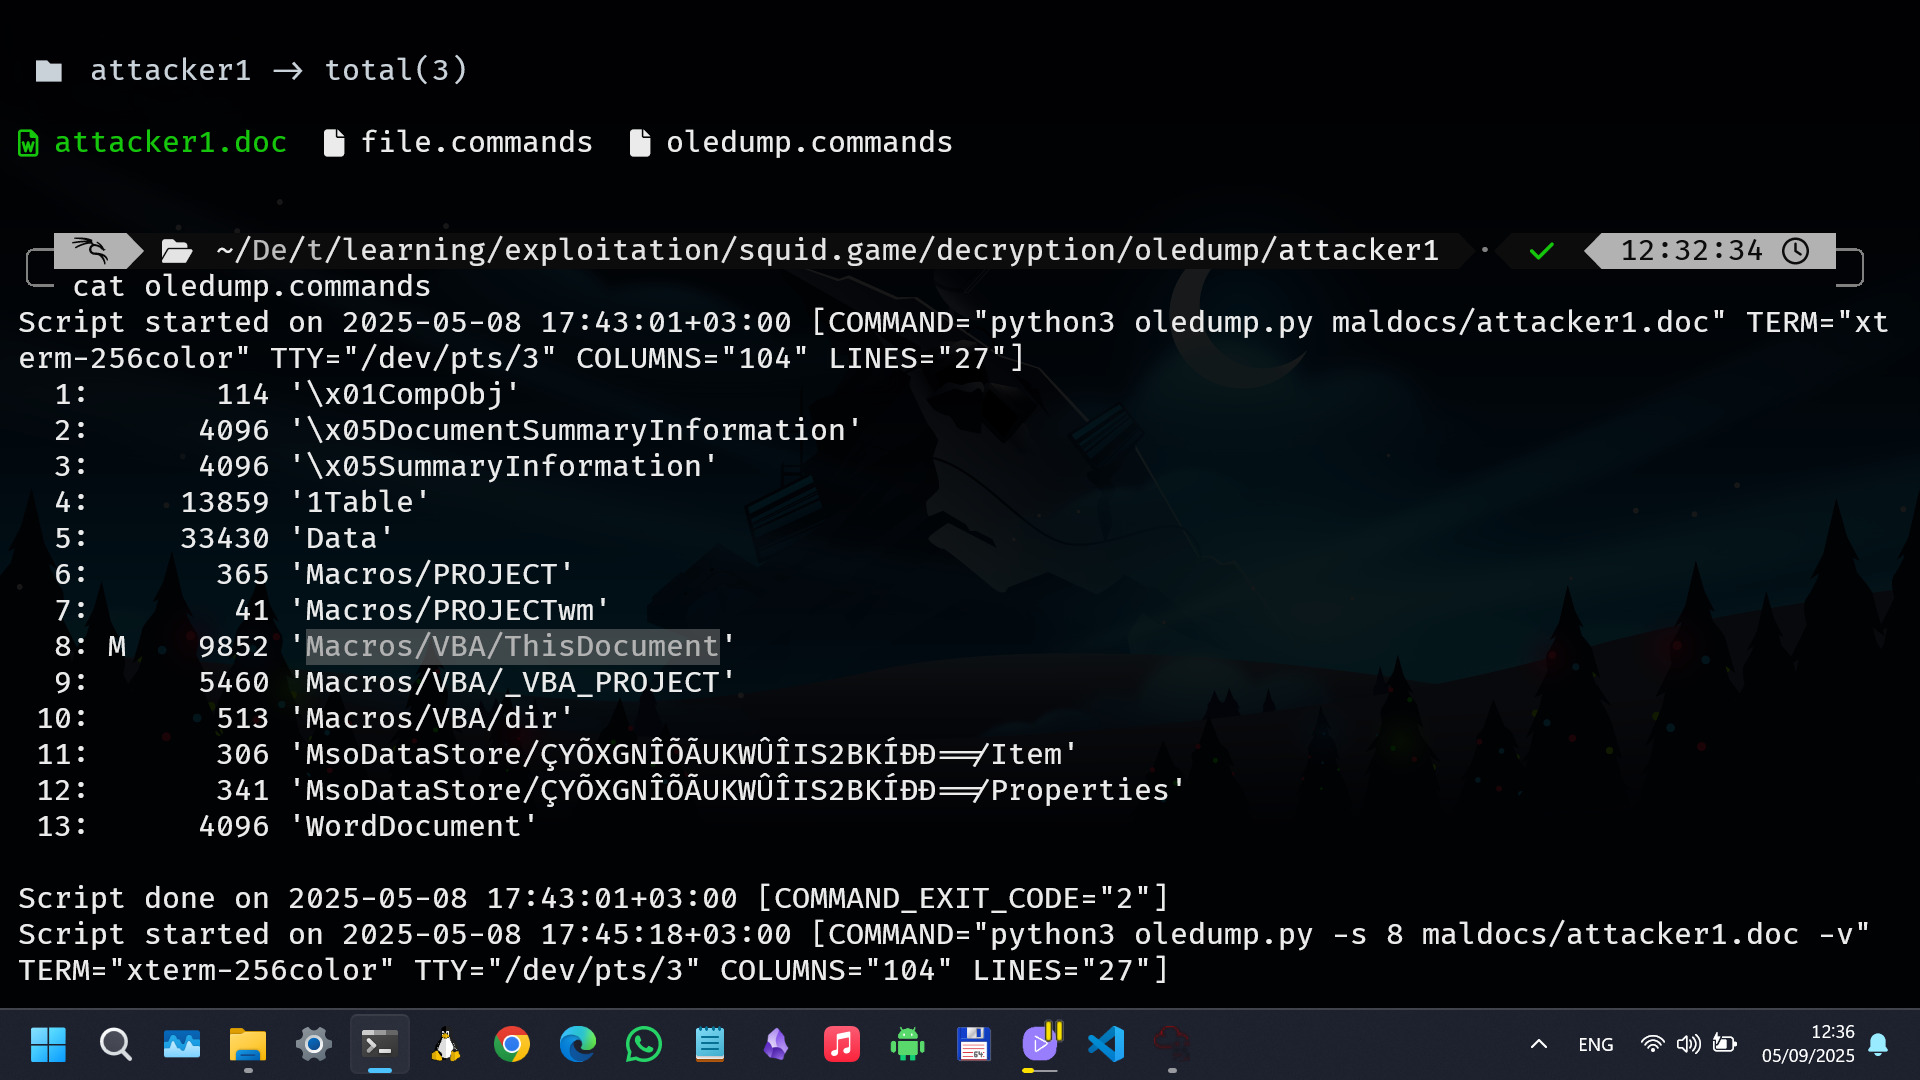 attacker1 → total(3)
attacker1.doc file.commands oledump.commands
~/De/t/learning/exploitation/squid.game/decryption/oledump/attacker1 12:32:34
cat oledump.commands
Script started on 2025-05-08 17:43:01+03:00 [COMMAND="python3 oledump.py maldocs/attacker1.doc" TERM="xt
erm-256color" TTY="/dev/pts/3" COLUMNS="104" LINES="27"]
1: 114 '\x01CompObj'
2: 4096 '\x05DocumentSummaryInformation'
3: 4096 '\x05SummaryInformation'
4: 13859 '1Table'
5: 33430 'Data'
6: 365 'Macros/PROJECT'
7: 41 'Macros/PROJECTwm'
8: M 9852 'Macros/VBA/ThisDocument'
9: 5460 'Macros/VBA/_VBA_PROJECT'
10: 513 'Macros/VBA/dir'
11: 306 'MsoDataStore/ÇYÕXGNÎÕÃUKWÛÎIS2BKÍÐÐ==/Item'
12: 341 'MsoDataStore/ÇYÕXGNÎÕÃUKWÛÎIS2BKÍÐÐ==/Properties'
13: 4096 'WordDocument'
Script done on 2025-05-08 17:43:01+03:00 [COMMAND_EXIT_CODE="2"]
Script started on 2025-05-08 17:45:18+03:00 [COMMAND="python3 oledump.py -s 8 maldocs/attacker1.doc -v"
TERM="xterm-256color" TTY="/dev/pts/3" COLUMNS="104" LINES="27"]
ENG
12:36
05/09/2025